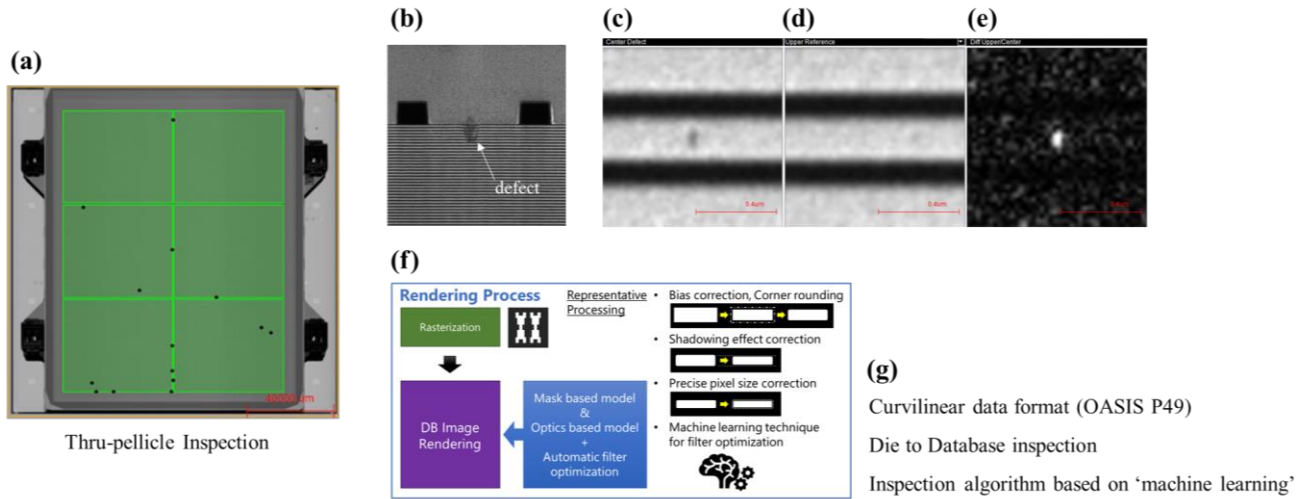 (a)
(b)
(c)
(d)
(e)
Center Defect
Upper Reference
Diff Upper/Center
defect
0.4um
0.4um
0.4um
Thru-pellicle Inspection
(f)
Rendering Process
Rasterization
DB Image
Rendering
Mask based model
&
Optics based model
+
Automatic filter
optimization
Representative
Processing
• Bias correction, Corner rounding
• Shadowing effect correction
• Precise pixel size correction
• Machine learning technique
for filter optimization
(g)
Curvilinear data format (OASIS P49)
Die to Database inspection
Inspection algorithm based on ‘machine learning’